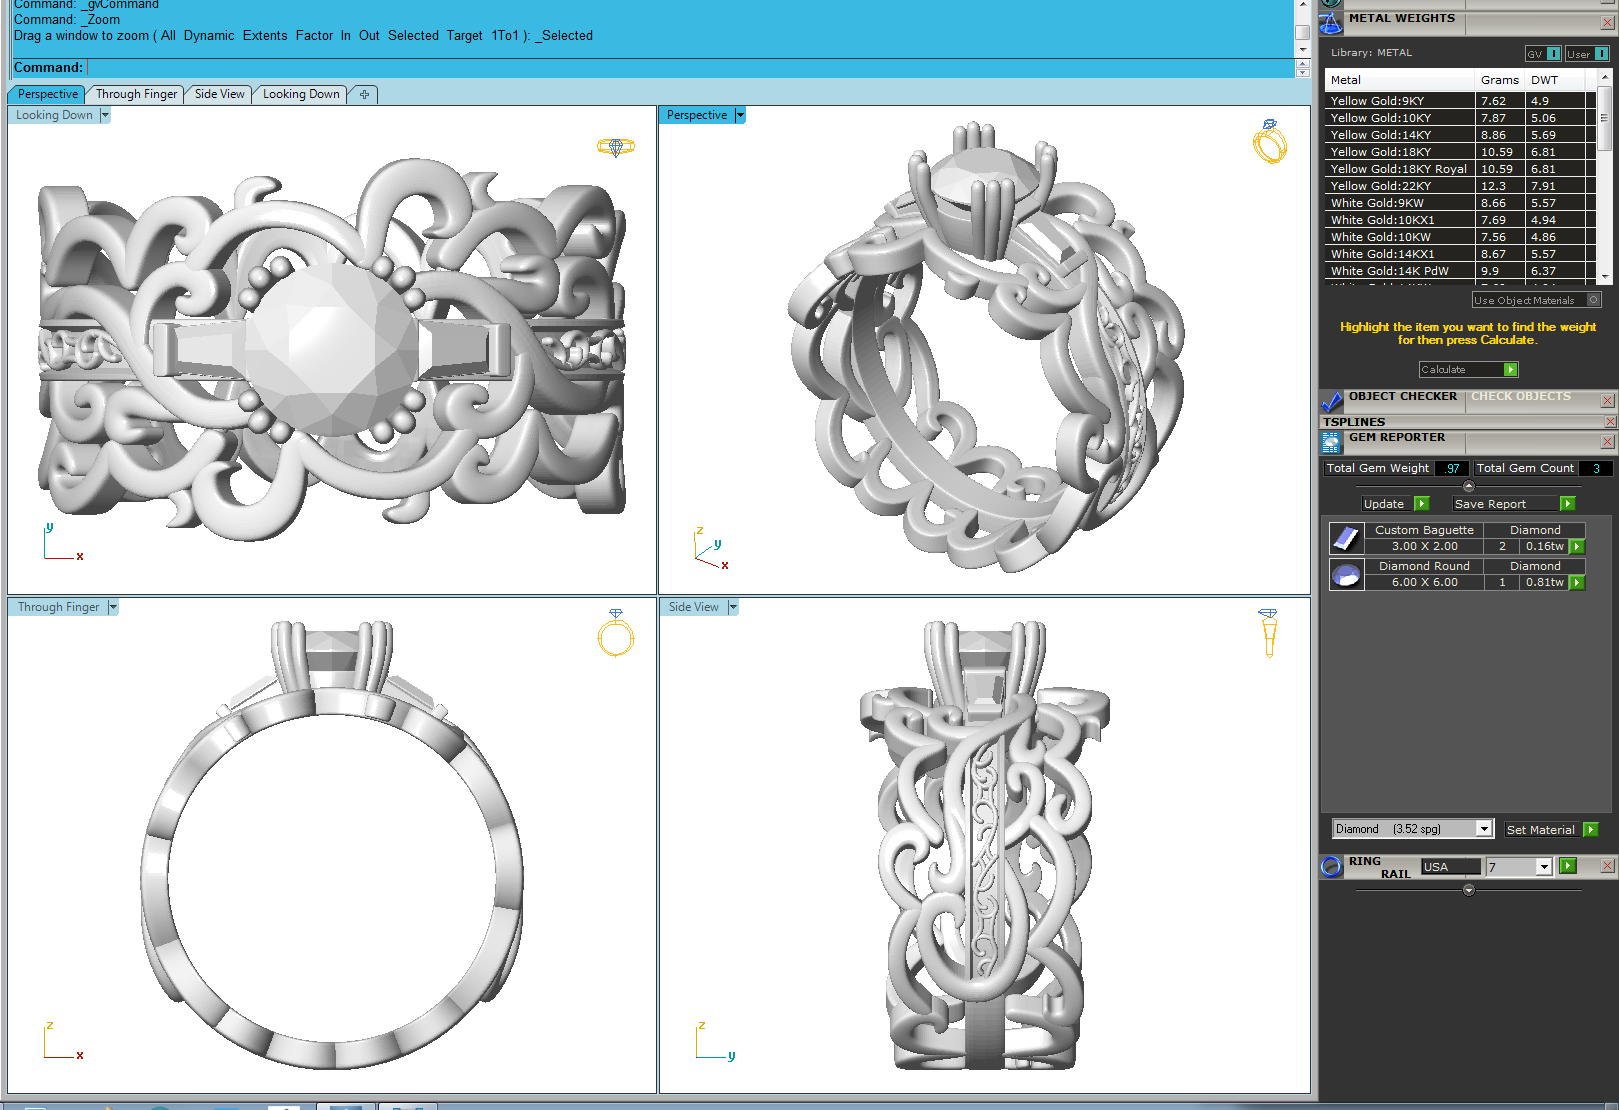 Command: _gvCommand
Command: _Zoom
Drag a window to zoom ( All Dynamic Extents Factor In Out Selected Target 1To1 ): _Selected
Command:
Perspective Through Finger Side View Looking Down
Looking Down
y
x
Perspective
z
y
x
Through Finger
z
x
Side View
z
y
METAL WEIGHTS
Library: METAL GV I User I
Metal Grams DWT
Yellow Gold:9KY 7.62 4.9
Yellow Gold:10KY 7.87 5.06
Yellow Gold:14KY 8.86 5.69
Yellow Gold:18KY 10.59 6.81
Yellow Gold:18KY Royal 10.59 6.81
Yellow Gold:22KY 12.3 7.91
White Gold:9KW 8.66 5.57
White Gold:10KX1 7.69 4.94
White Gold:10KW 7.56 4.86
White Gold:14KX1 8.67 5.57
White Gold:14K PdW 9.9 6.37
Use Object Materials O
Highlight the item you want to find the weight
for then press Calculate.
Calculate
OBJECT CHECKER CHECK OBJECTS
TSPLINES
GEM REPORTER
Total Gem Weight .97 Total Gem Count 3
Update Save Report
Custom Baguette Diamond
3.00 X 2.00 2 0.16tw
Diamond Round Diamond
6.00 X 6.00 1 0.81tw
Diamond (3.52 spg) Set Material
RING
RAIL USA 7